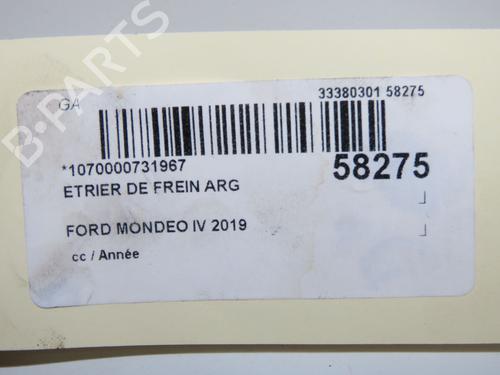 B-PARTS
GA
33380301 58275
*1070000731967
58275
ETRIER DE FREIN ARG
FORD MONDEO IV 2019
cc / Année